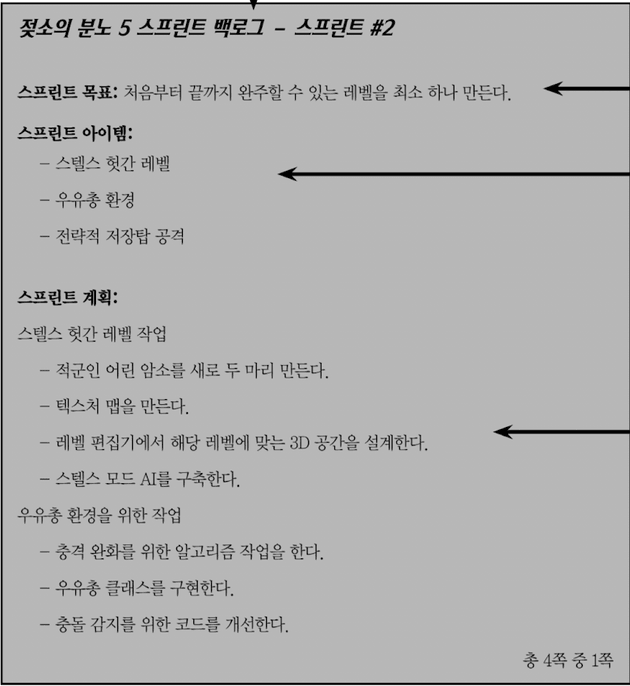 젖소의 분노 5 스프린트 백로그 – 스프린트 #2
스프린트 목표: 처음부터 끝까지 완주할 수 있는 레벨을 최소 하나 만든다.
스프린트 아이템:
– 스텔스 헛간 레벨
– 우유총 환경
– 전략적 저장탑 공격
스프린트 계획:
스텔스 헛간 레벨 작업
– 적군인 어린 암소를 새로 두 마리 만든다.
– 텍스처 맵을 만든다.
– 레벨 편집기에서 해당 레벨에 맞는 3D 공간을 설계한다.
– 스텔스 모드 AI를 구축한다.
우유총 환경을 위한 작업
– 충격 완화를 위한 알고리즘 작업을 한다.
– 우유총 클래스를 구현한다.
– 충돌 감지를 위한 코드를 개선한다.
총 4쪽 중 1쪽